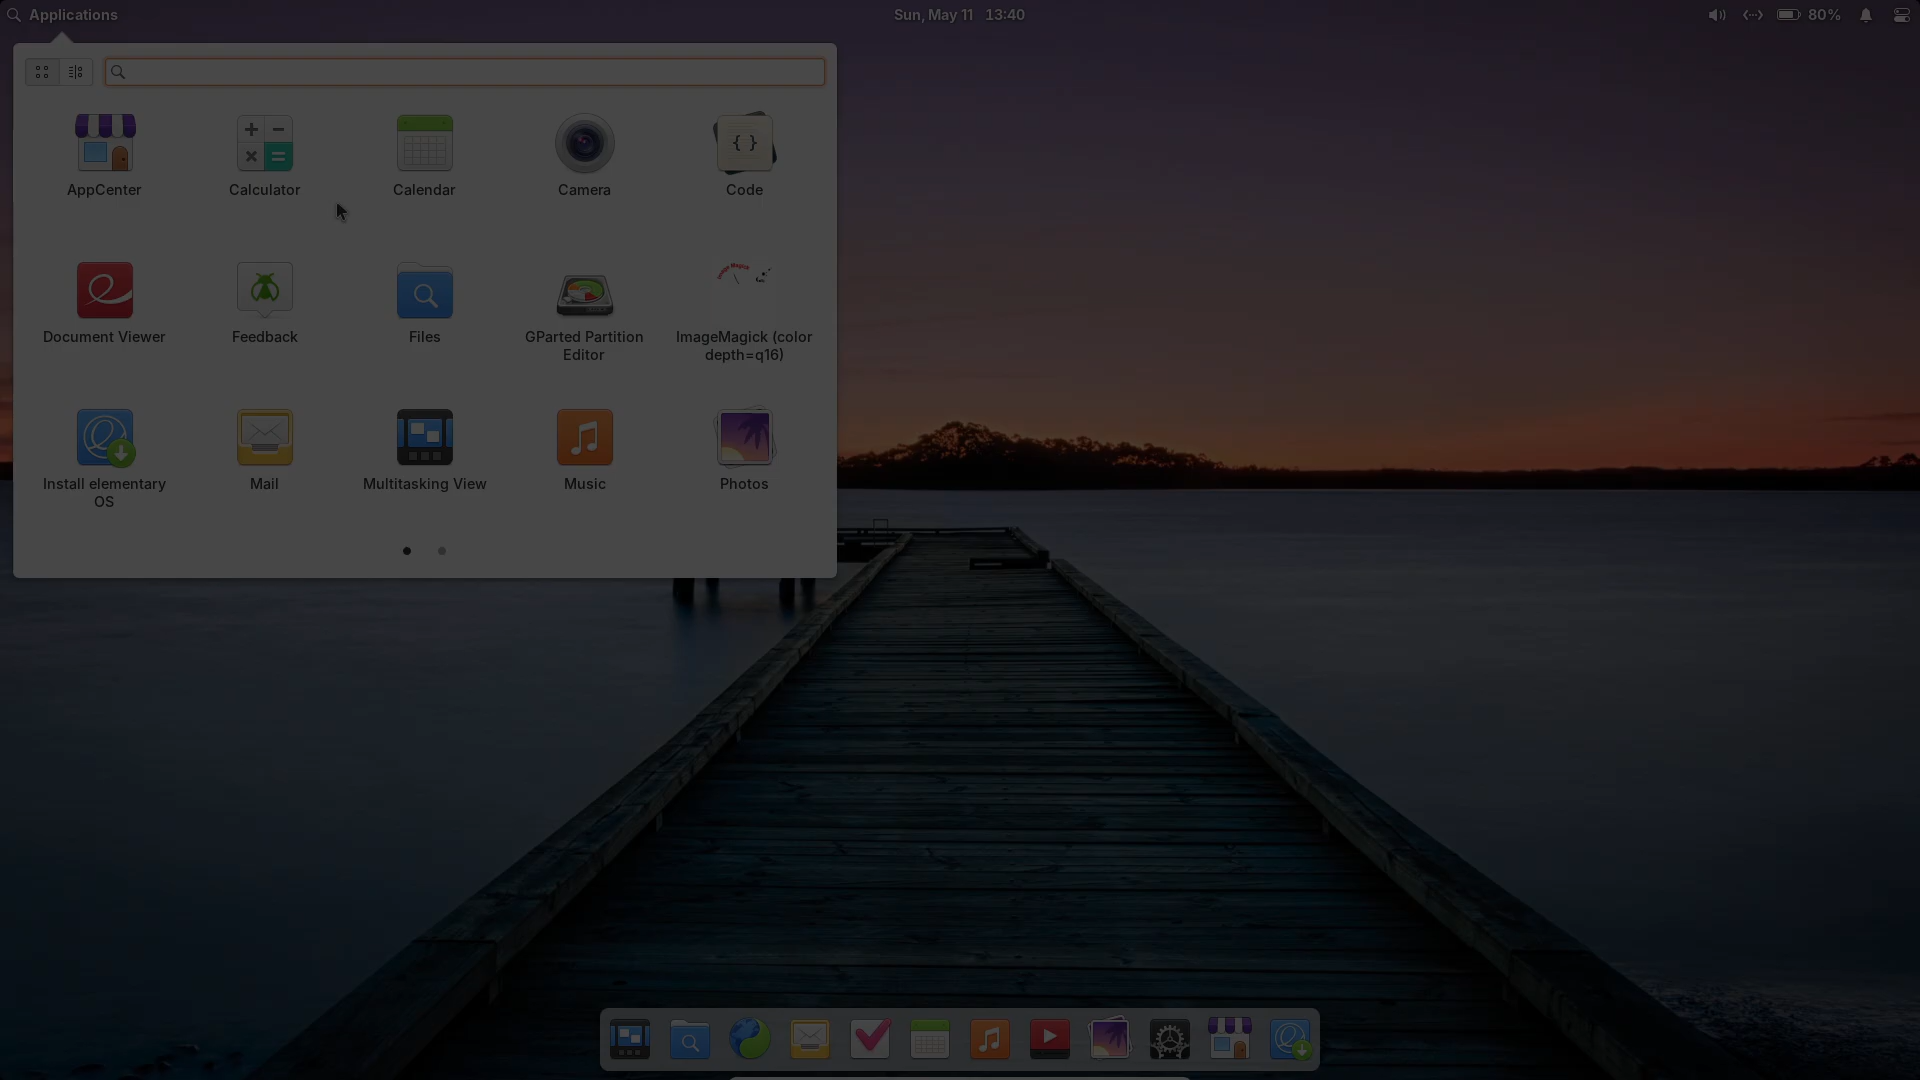 Applications
Sun, May 11 13:40
80%
AppCenter
Calculator
Calendar
Camera
Code
Document Viewer
Feedback
Files
GParted Partition
Editor
ImageMagick (color
depth=q16)
Install elementary
OS
Mail
Multitasking View
Music
Photos